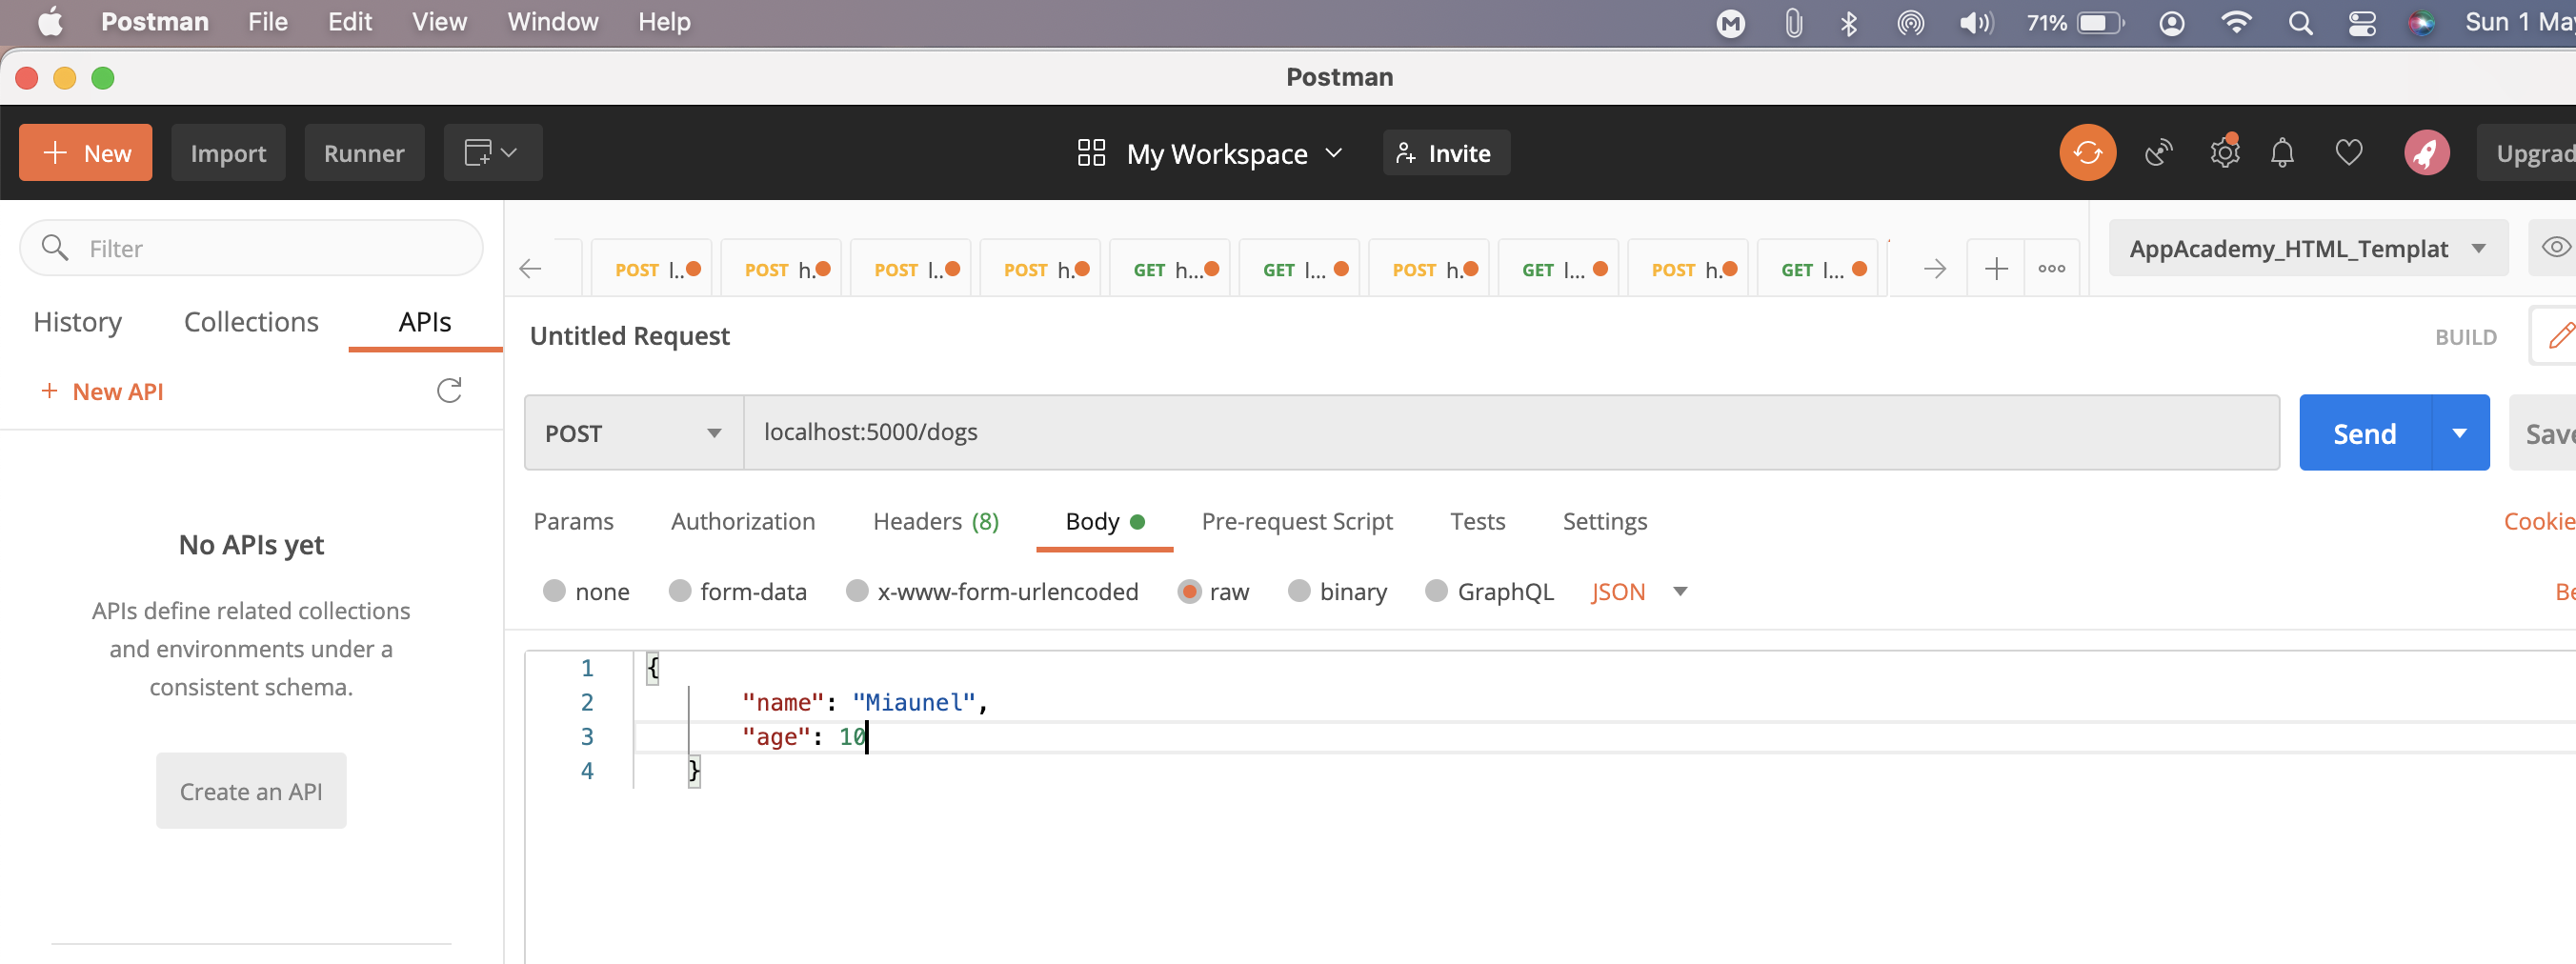 Postman File Edit View Window Help 71% Sun 1 May
Postman
+ New Import Runner My Workspace Invite Upgrad
Filter
History Collections APIs
+ New API
No APIs yet
APIs define related collections
and environments under a
consistent schema.
Create an API
POST l... POST h. POST l.. POST h. GET h... GET l... POST h. GET l... POST h. GET l... + ooo AppAcademy_HTML_Templat
Untitled Request BUILD
POST localhost:5000/dogs Send Save
Params Authorization Headers (8) Body Pre-request Script Tests Settings Cookie
none form-data x-www-form-urlencoded raw binary GraphQL JSON Be
1 {
2 "name": "Miaunel",
3 "age": 10
4 }